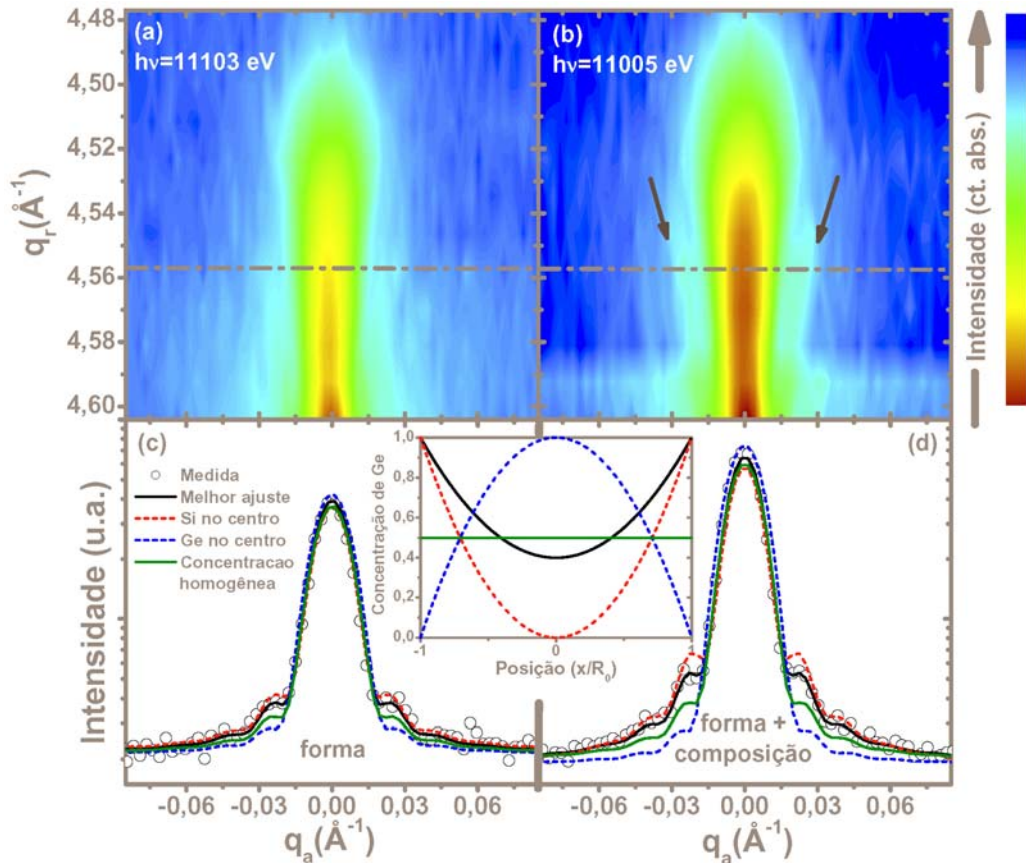 (a)
hν=11103 eV
(b)
hν=11005 eV
4,48
4,50
4,52
4,54
4,56
4,58
4,60
qr(Å-1)
Intensidade (ct. abs.)
(c)
Medida
Melhor ajuste
Si no centro
Ge no centro
Concentracao
homogênea
forma
Intensidade (u.a.)
1,0
0,8
0,6
0,4
0,2
0,0
Concentração de Ge
-1
0
Posição (x/R0)
(d)
forma +
composição
-0,06
-0,03
0,00
0,03
0,06
-0,06
-0,03
0,00
0,03
0,06
qa(Å-1)
qa(Å-1)